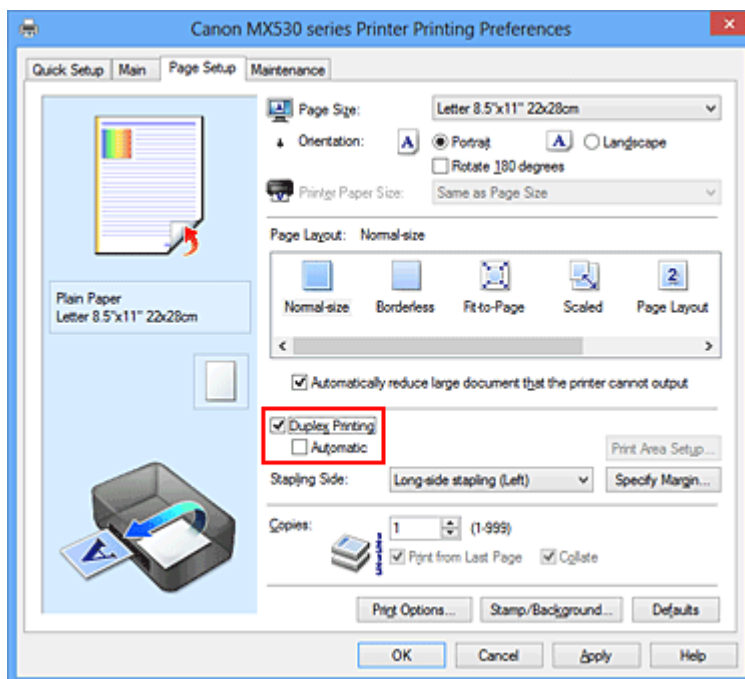 Canon MX530 series Printer Printing Preferences
Quick Setup Main Page Setup Maintenance
Page Size: Letter 8.5"x11" 22x28cm
Orientation: A Portrait A Landscape
Rotate 180 degrees
Printer Paper Size: Same as Page Size
Page Layout: Normal-size
2
Normal-size Borderless Fit-to-Page Scaled Page Layout
Plain Paper
Letter 8.5"x11" 22x28cm
Automatically reduce large document that the printer cannot output
Duplex Printing
Automatic
Print Area Setup...
Stapling Side: Long-side stapling (Left) Specify Margin...
Copies: 1 (1-999)
Print from Last Page Collate
A
Print Options... Stamp/Background... Defaults
OK Cancel Apply Help